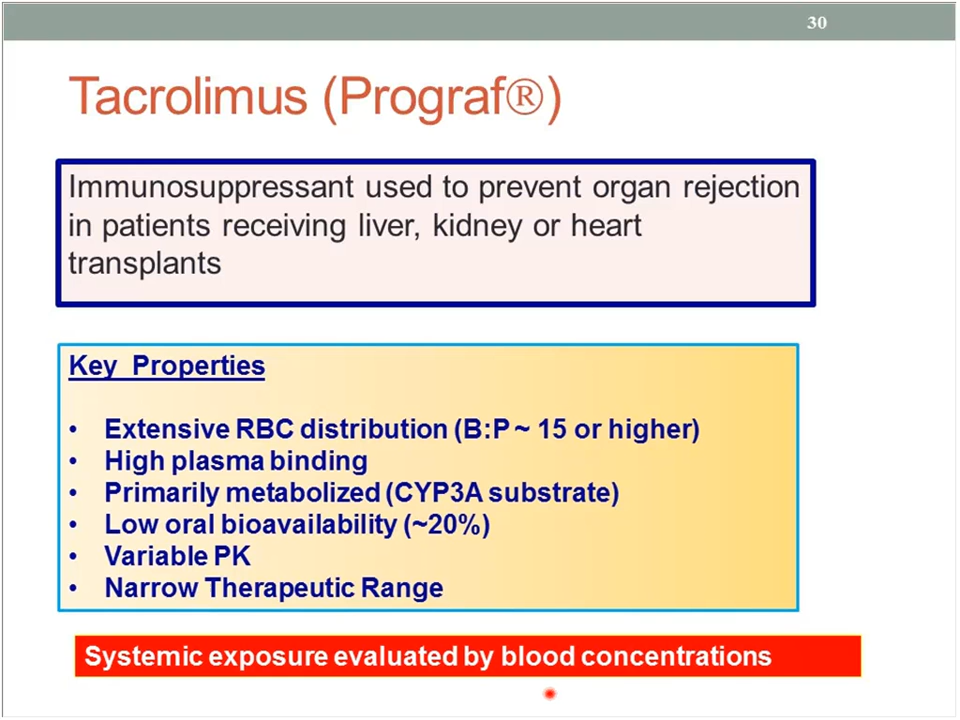 30
Tacrolimus (Prograf®)
Immunosuppressant used to prevent organ rejection
in patients receiving liver, kidney or heart
transplants
Key Properties
• Extensive RBC distribution (B:P ~ 15 or higher)
• High plasma binding
• Primarily metabolized (CYP3A substrate)
• Low oral bioavailability (~20%)
• Variable PK
• Narrow Therapeutic Range
Systemic exposure evaluated by blood concentrations